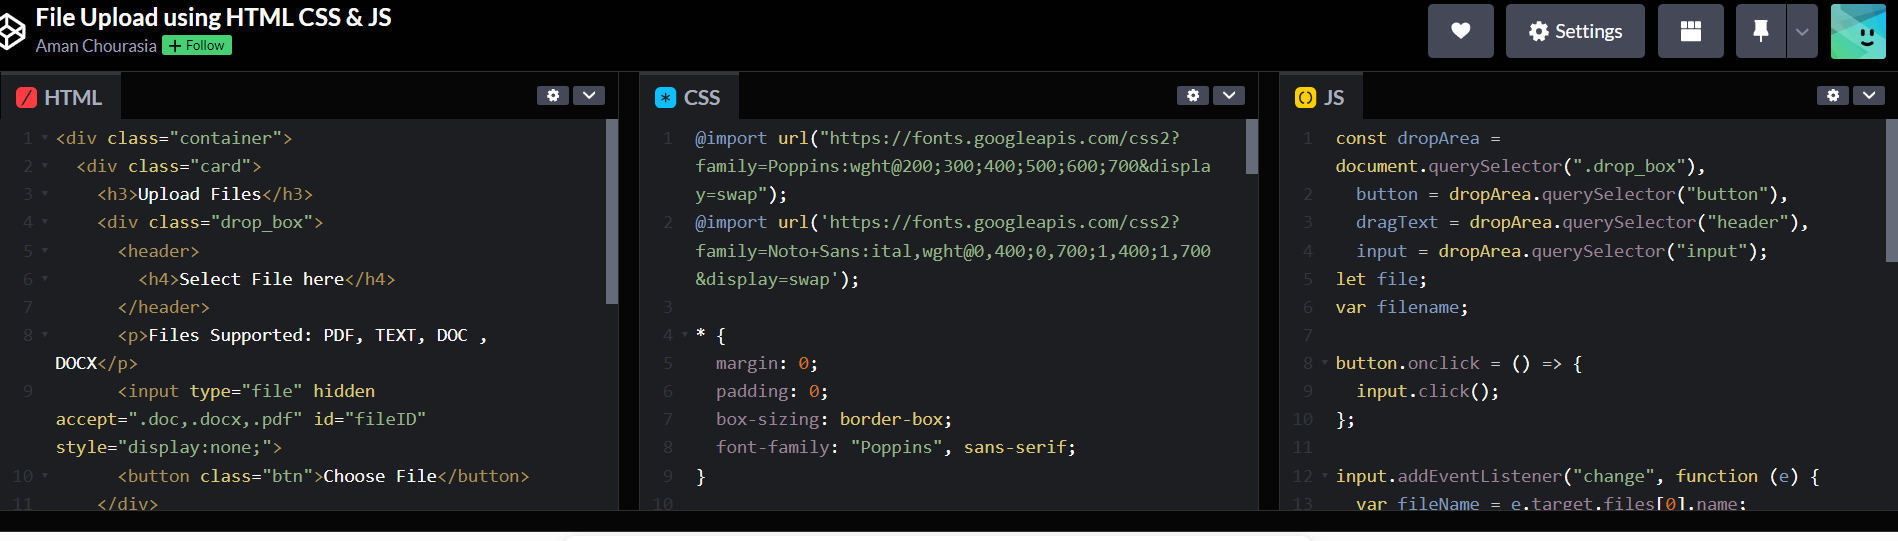 File Upload using HTML CSS & JS
Aman Chourasia + Follow
Settings
HTML
1 <div class="container">
2 <div class="card">
3 <h3>Upload Files</h3>
4 <div class="drop_box">
5 <header>
6 <h4>Select File here</h4>
7 </header>
8 <p>Files Supported: PDF, TEXT, DOC ,
DOCX</p>
9 <input type="file" hidden
accept=".doc,.docx,.pdf" id="fileID"
style="display:none;">
10 <button class="btn">Choose File</button>
11 </div>
CSS
1 @import url("https://fonts.googleapis.com/css2?
family=Poppins:wght@200;300;400;500;600;700&displa
y=swap");
2 @import url('https://fonts.googleapis.com/css2?
family=Noto+Sans:ital,wght@0,400;0,700;1,400;1,700
&display=swap');
3
4 * {
5 margin: 0;
6 padding: 0;
7 box-sizing: border-box;
8 font-family: "Poppins", sans-serif;
9 }
10
JS
1 const dropArea =
document.querySelector(".drop_box"),
2 button = dropArea.querySelector("button"),
3 dragText = dropArea.querySelector("header"),
4 input = dropArea.querySelector("input");
5 let file;
6 var filename;
7
8 button.onclick = () => {
9 input.click();
10 };
11
12 input.addEventListener("change", function (e) {
13 var fileName = e.target.files[0].name;